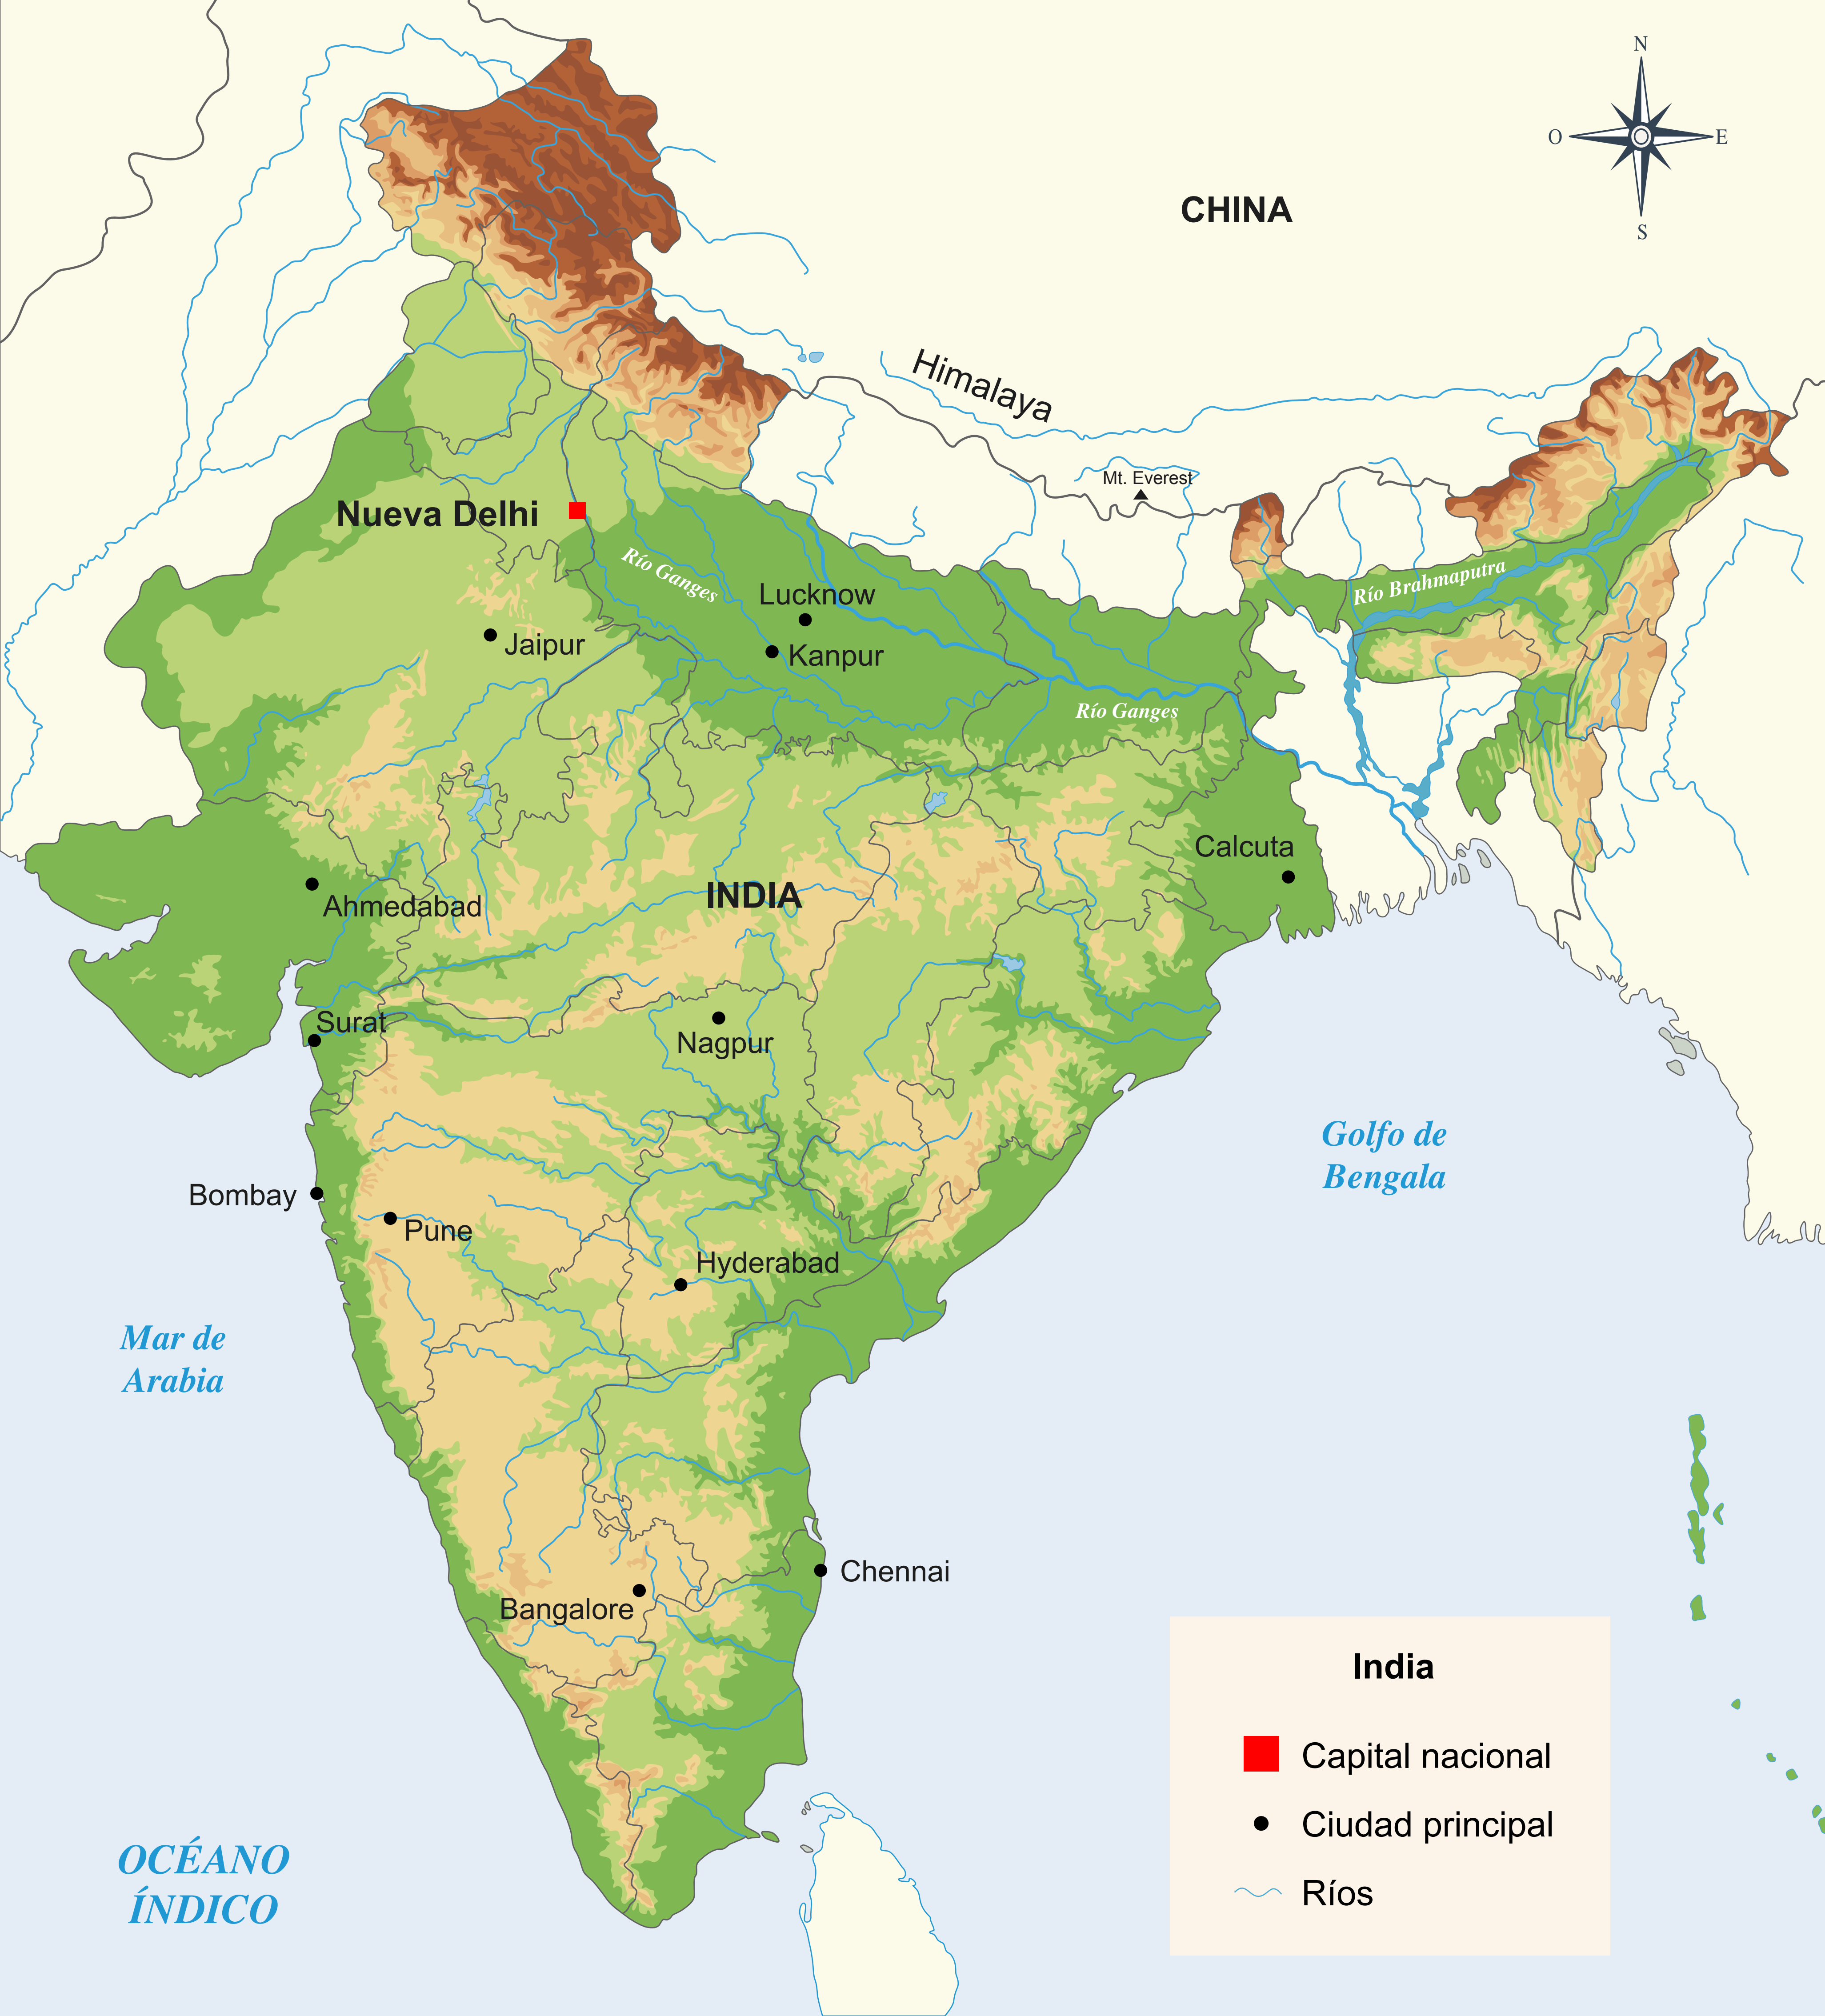 N
O
E
S
CHINA
Himalaya
Mt. Everest
Nueva Delhi
Río Ganges
Río Brahmaputra
Lucknow
Jaipur
Kanpur
Río Ganges
Calcuta
INDIA
Ahmedabad
Surat
Nagpur
Golfo de
Bengala
Bombay
Pune
Hyderabad
Mar de
Arabia
Chennai
Bangalore
India
Capital nacional
Ciudad principal
Ríos
OCÉANO
ÍNDICO